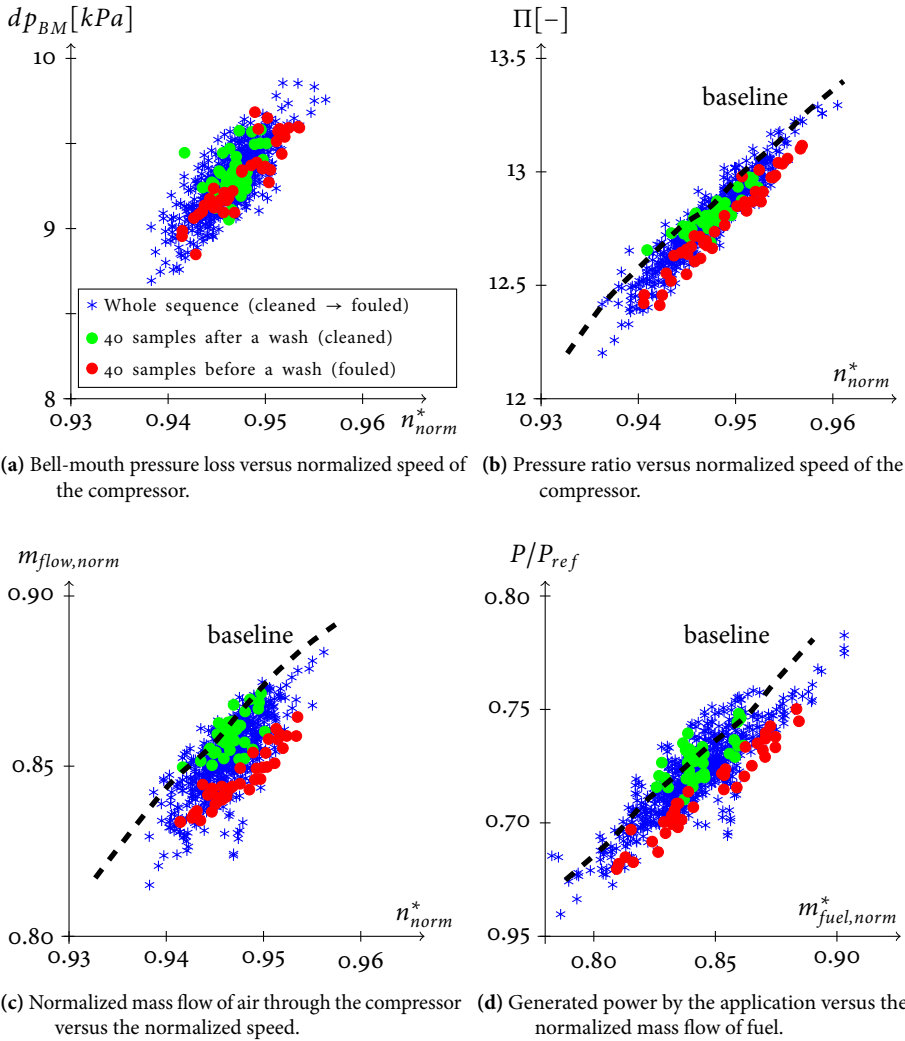 dp_BM[kPa]
10
9
8
0.93
0.94
0.95
0.96
n*_norm
* Whole sequence (cleaned → fouled)
● 40 samples after a wash (cleaned)
● 40 samples before a wash (fouled)
(a) Bell-mouth pressure loss versus normalized speed of
the compressor.
Π[−]
13.5
13
12.5
12
baseline
0.93
0.94
0.95
0.96
n*_norm
(b) Pressure ratio versus normalized speed of the
compressor.
m_flow,norm
0.90
0.85
0.80
baseline
0.93
0.94
0.95
0.96
n*_norm
(c) Normalized mass flow of air through the compressor
versus the normalized speed.
P/P_ref
0.80
0.75
0.70
0.95
baseline
0.80
0.85
0.90
m*_fuel,norm
(d) Generated power by the application versus the
normalized mass flow of fuel.